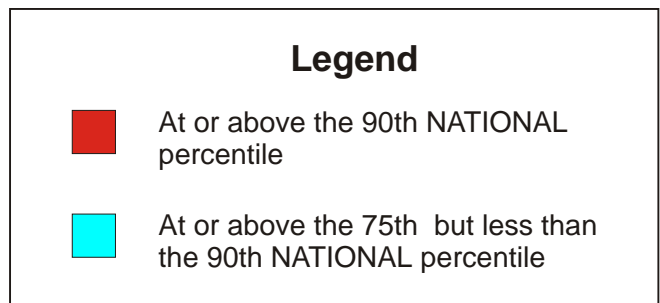 Legend
At or above the 90th NATIONAL
percentile
At or above the 75th but less than
the 90th NATIONAL percentile